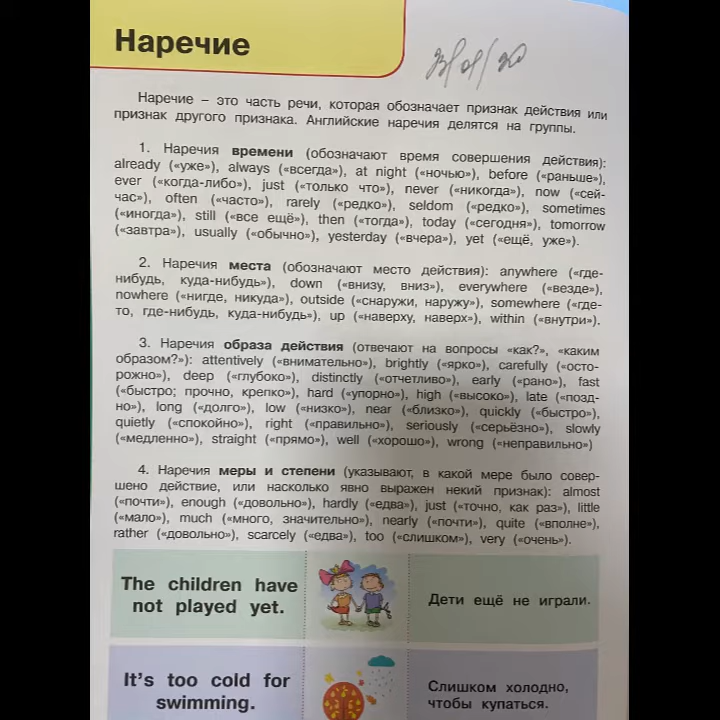 Наречие
Наречие – это часть речи, которая обозначает признак действия или
признак другого признака. Английские наречия делятся на группы.
1. Наречия времени (обозначают время совершения действия):
already («уже»), always («всегда»), at night («ночью»), before («раньше»),
ever («когда-либо»), just («только что»), never («никогда»), now («сей-
час»), often («часто»), rarely («редко»), seldom («редко»), sometimes
(«иногда»), still («все ещё»), then («тогда»), today («сегодня»), tomorrow
(«завтра»), usually («обычно»), yesterday («вчера»), yet («ещё, уже»).
2. Наречия места (обозначают место действия): anywhere («где-
нибудь, куда-нибудь»), down («внизу, вниз»), everywhere («везде»),
nowhere («нигде, никуда»), outside («снаружи, наружу»), somewhere («где-
то, где-нибудь, куда-нибудь»), up («наверху, наверх»), within («внутри»).
3. Наречия образа действия (отвечают на вопросы «как?», «каким
образом?»): attentively («внимательно»), brightly («ярко»), carefully («осто-
рожно»), deep («глубоко»), distinctly («отчетливо»), early («рано»), fast
(«быстро; прочно, крепко»), hard («упорно»), high («высоко»), late («позд-
но»), long («долго»), low («низко»), near («близко»), quickly («быстро»),
quietly («спокойно»), right («правильно»), seriously («серьёзно»), slowly
(«медленно»), straight («прямо»), well («хорошо»), wrong («неправильно»)
4. Наречия меры и степени (указывают, в какой мере было совер-
шено действие, или насколько явно выражен некий признак): almost
(«почти»), enough («довольно»), hardly («едва»), just («точно, как раз»), little
(«мало»), much («много, значительно»), nearly («почти»), quite («вполне»),
rather («довольно»), scarcely («едва»), too («слишком»), very («очень»).
The children have
not played yet.
Дети ещё не играли.
It's too cold for
swimming.
Слишком холодно,
чтобы купаться.